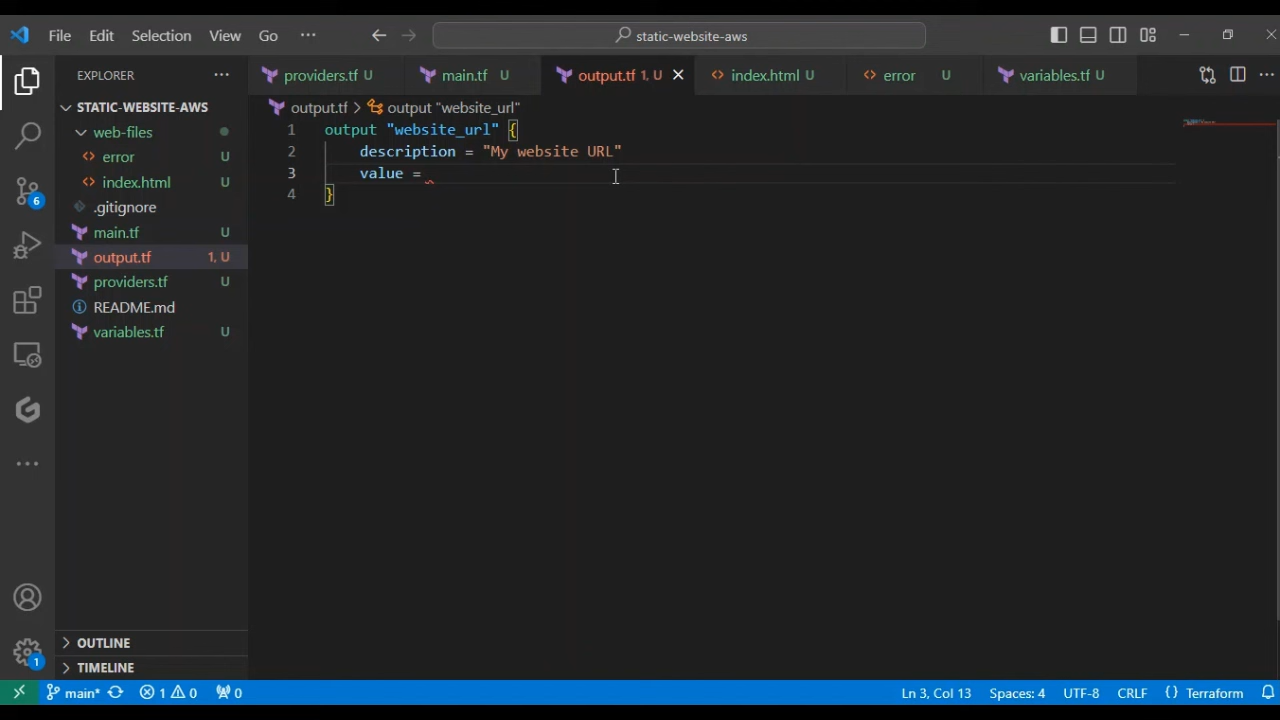 File Edit Selection View Go ··· static-website-aws
EXPLORER ···
providers.tf U main.tf U output.tf 1, U index.html U error U variables.tf U
STATIC-WEBSITE-AWS
web-files
error U
index.html U
.gitignore
main.tf U
output.tf 1, U
providers.tf U
README.md
variables.tf U
OUTLINE
TIMELINE
6
1
output.tf > output "website_url"
1 output "website_url" {
2 description = "My website URL"
3 value =
4 }
main* 1 0 0 Ln 3, Col 13 Spaces: 4 UTF-8 CRLF {} Terraform